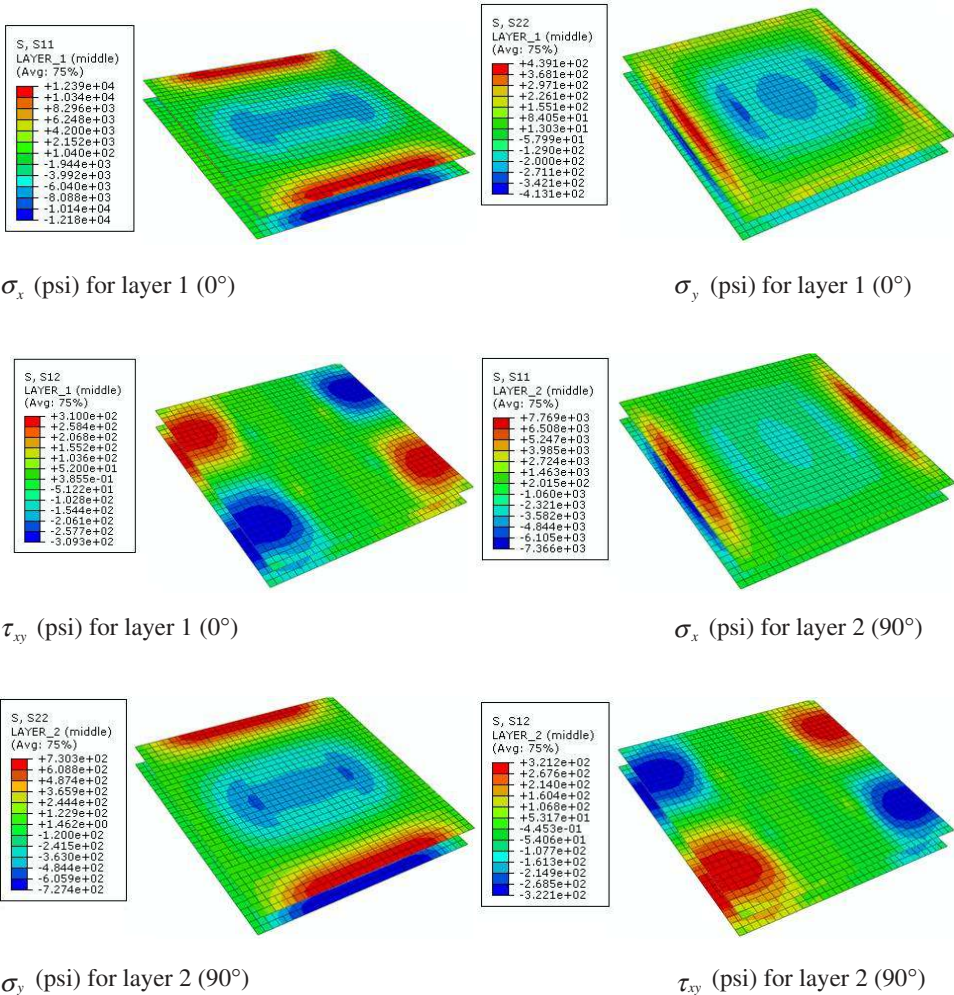 S, S11
LAYER_1 (middle)
(Avg: 75%)
+1.239e+04
+1.034e+04
+8.296e+03
+6.248e+03
+4.200e+03
+2.152e+03
+1.040e+02
-1.944e+03
-3.992e+03
-6.040e+03
-8.088e+03
-1.014e+04
-1.218e+04
S, S22
LAYER_1 (middle)
(Avg: 75%)
+4.391e+02
+3.681e+02
+2.971e+02
+2.261e+02
+1.551e+02
+8.405e+01
+1.303e+01
-5.799e+01
-1.290e+02
-2.000e+02
-2.711e+02
-3.421e+02
-4.131e+02
σx (psi) for layer 1 (0°)
σy (psi) for layer 1 (0°)
S, S12
LAYER_1 (middle)
(Avg: 75%)
+3.100e+02
+2.584e+02
+2.068e+02
+1.552e+02
+1.036e+02
+5.200e+01
+3.855e-01
-5.122e+01
-1.028e+02
-1.544e+02
-2.061e+02
-2.577e+02
-3.093e+02
S, S11
LAYER_2 (middle)
(Avg: 75%)
+7.769e+03
+6.508e+03
+5.247e+03
+3.985e+03
+2.724e+03
+1.463e+03
+2.015e+02
-1.060e+03
-2.321e+03
-3.582e+03
-4.844e+03
-6.105e+03
-7.366e+03
τxy (psi) for layer 1 (0°)
σx (psi) for layer 2 (90°)
S, S22
LAYER_2 (middle)
(Avg: 75%)
+7.303e+02
+6.088e+02
+4.874e+02
+3.659e+02
+2.444e+02
+1.229e+02
+1.462e+00
-1.200e+02
-2.415e+02
-3.630e+02
-4.844e+02
-6.059e+02
-7.274e+02
S, S12
LAYER_2 (middle)
(Avg: 75%)
+3.212e+02
+2.676e+02
+2.140e+02
+1.604e+02
+1.068e+02
+5.317e+01
-4.453e-01
-5.406e+01
-1.077e+02
-1.613e+02
-2.149e+02
-2.685e+02
-3.221e+02
σy (psi) for layer 2 (90°)
τxy (psi) for layer 2 (90°)